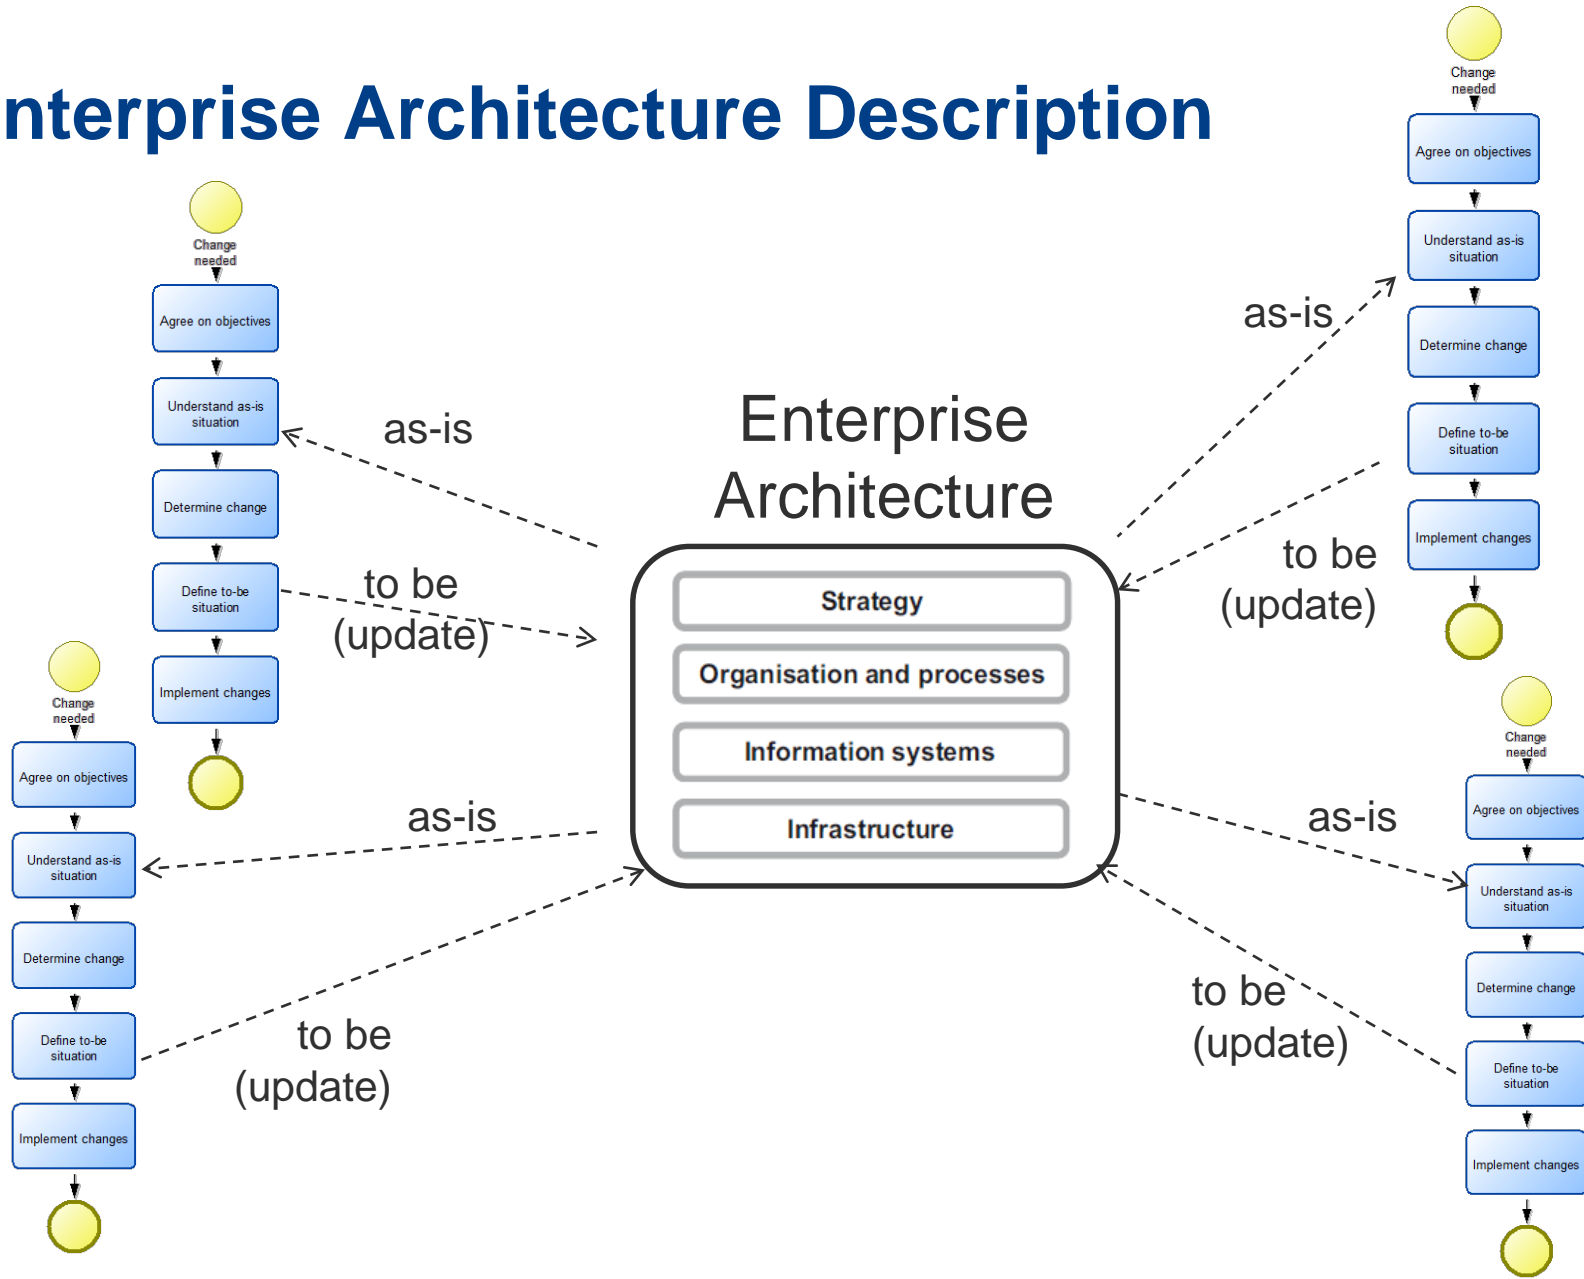 nterprise Architecture Description
Change
needed
Agree on objectives
Understand as-is
situation
Determine change
Define to-be
situation
Implement changes
Change
needed
Agree on objectives
Understand as-is
situation
Determine change
Define to-be
situation
Implement changes
as-is
to be
(update)
as-is
to be
(update)
Enterprise
Architecture
Strategy
Organisation and processes
Information systems
Infrastructure
as-is
to be
(update)
as-is
to be
(update)
Change
needed
Agree on objectives
Understand as-is
situation
Determine change
Define to-be
situation
Implement changes
Change
needed
Agree on objectives
Understand as-is
situation
Determine change
Define to-be
situation
Implement changes